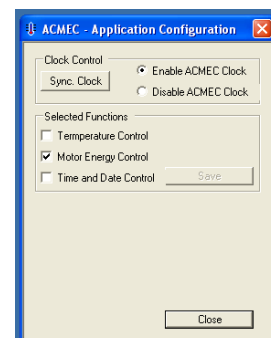 ACMEC - Application Configuration
Clock Control
Sync. Clock
Enable ACMEC Clock
Disable ACMEC Clock
Selected Functions
Termperature Control
Motor Energy Control
Time and Date Control
Save
Close